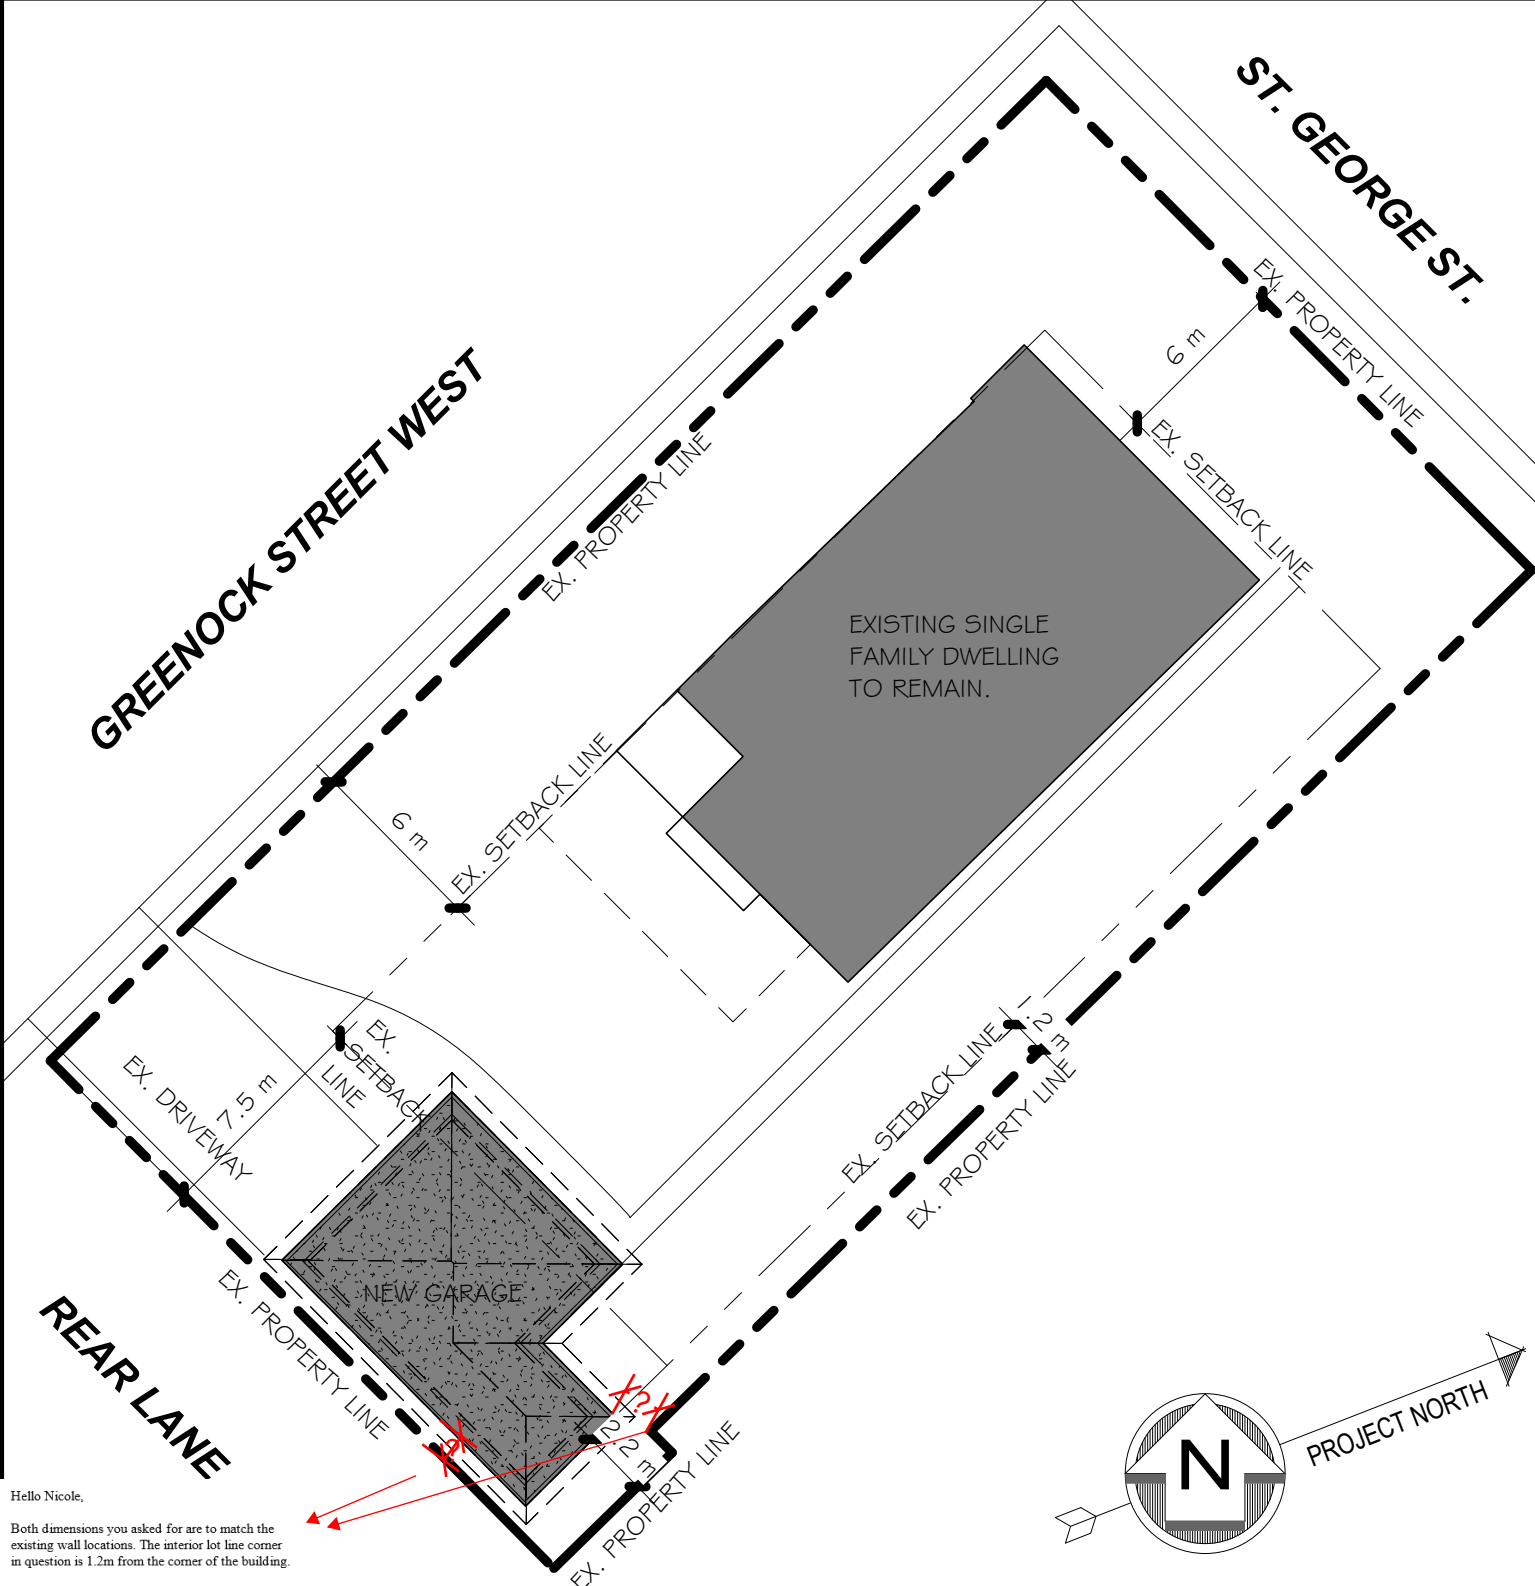 ST. GEORGE ST.
GREENOCK STREET WEST
EX. PROPERTY LINE
6 m
EX. PROPERTY LINE
EX. SETBACK LINE
EXISTING SINGLE
FAMILY DWELLING
TO REMAIN.
EX. SETBACK LINE
6 m
EX.
SETBACK
LINE
EX. DRIVEWAY
7.5 m
.2 m
EX. SETBACK LINE
EX. PROPERTY LINE
NEW GARAGE
EX. PROPERTY LINE
REAR LANE
X?X
X?X
2.2 m
EX. PROPERTY LINE
N
PROJECT NORTH
Hello Nicole,
Both dimensions you asked for are to match the
existing wall locations. The interior lot line corner
in question is 1.2m from the corner of the building.